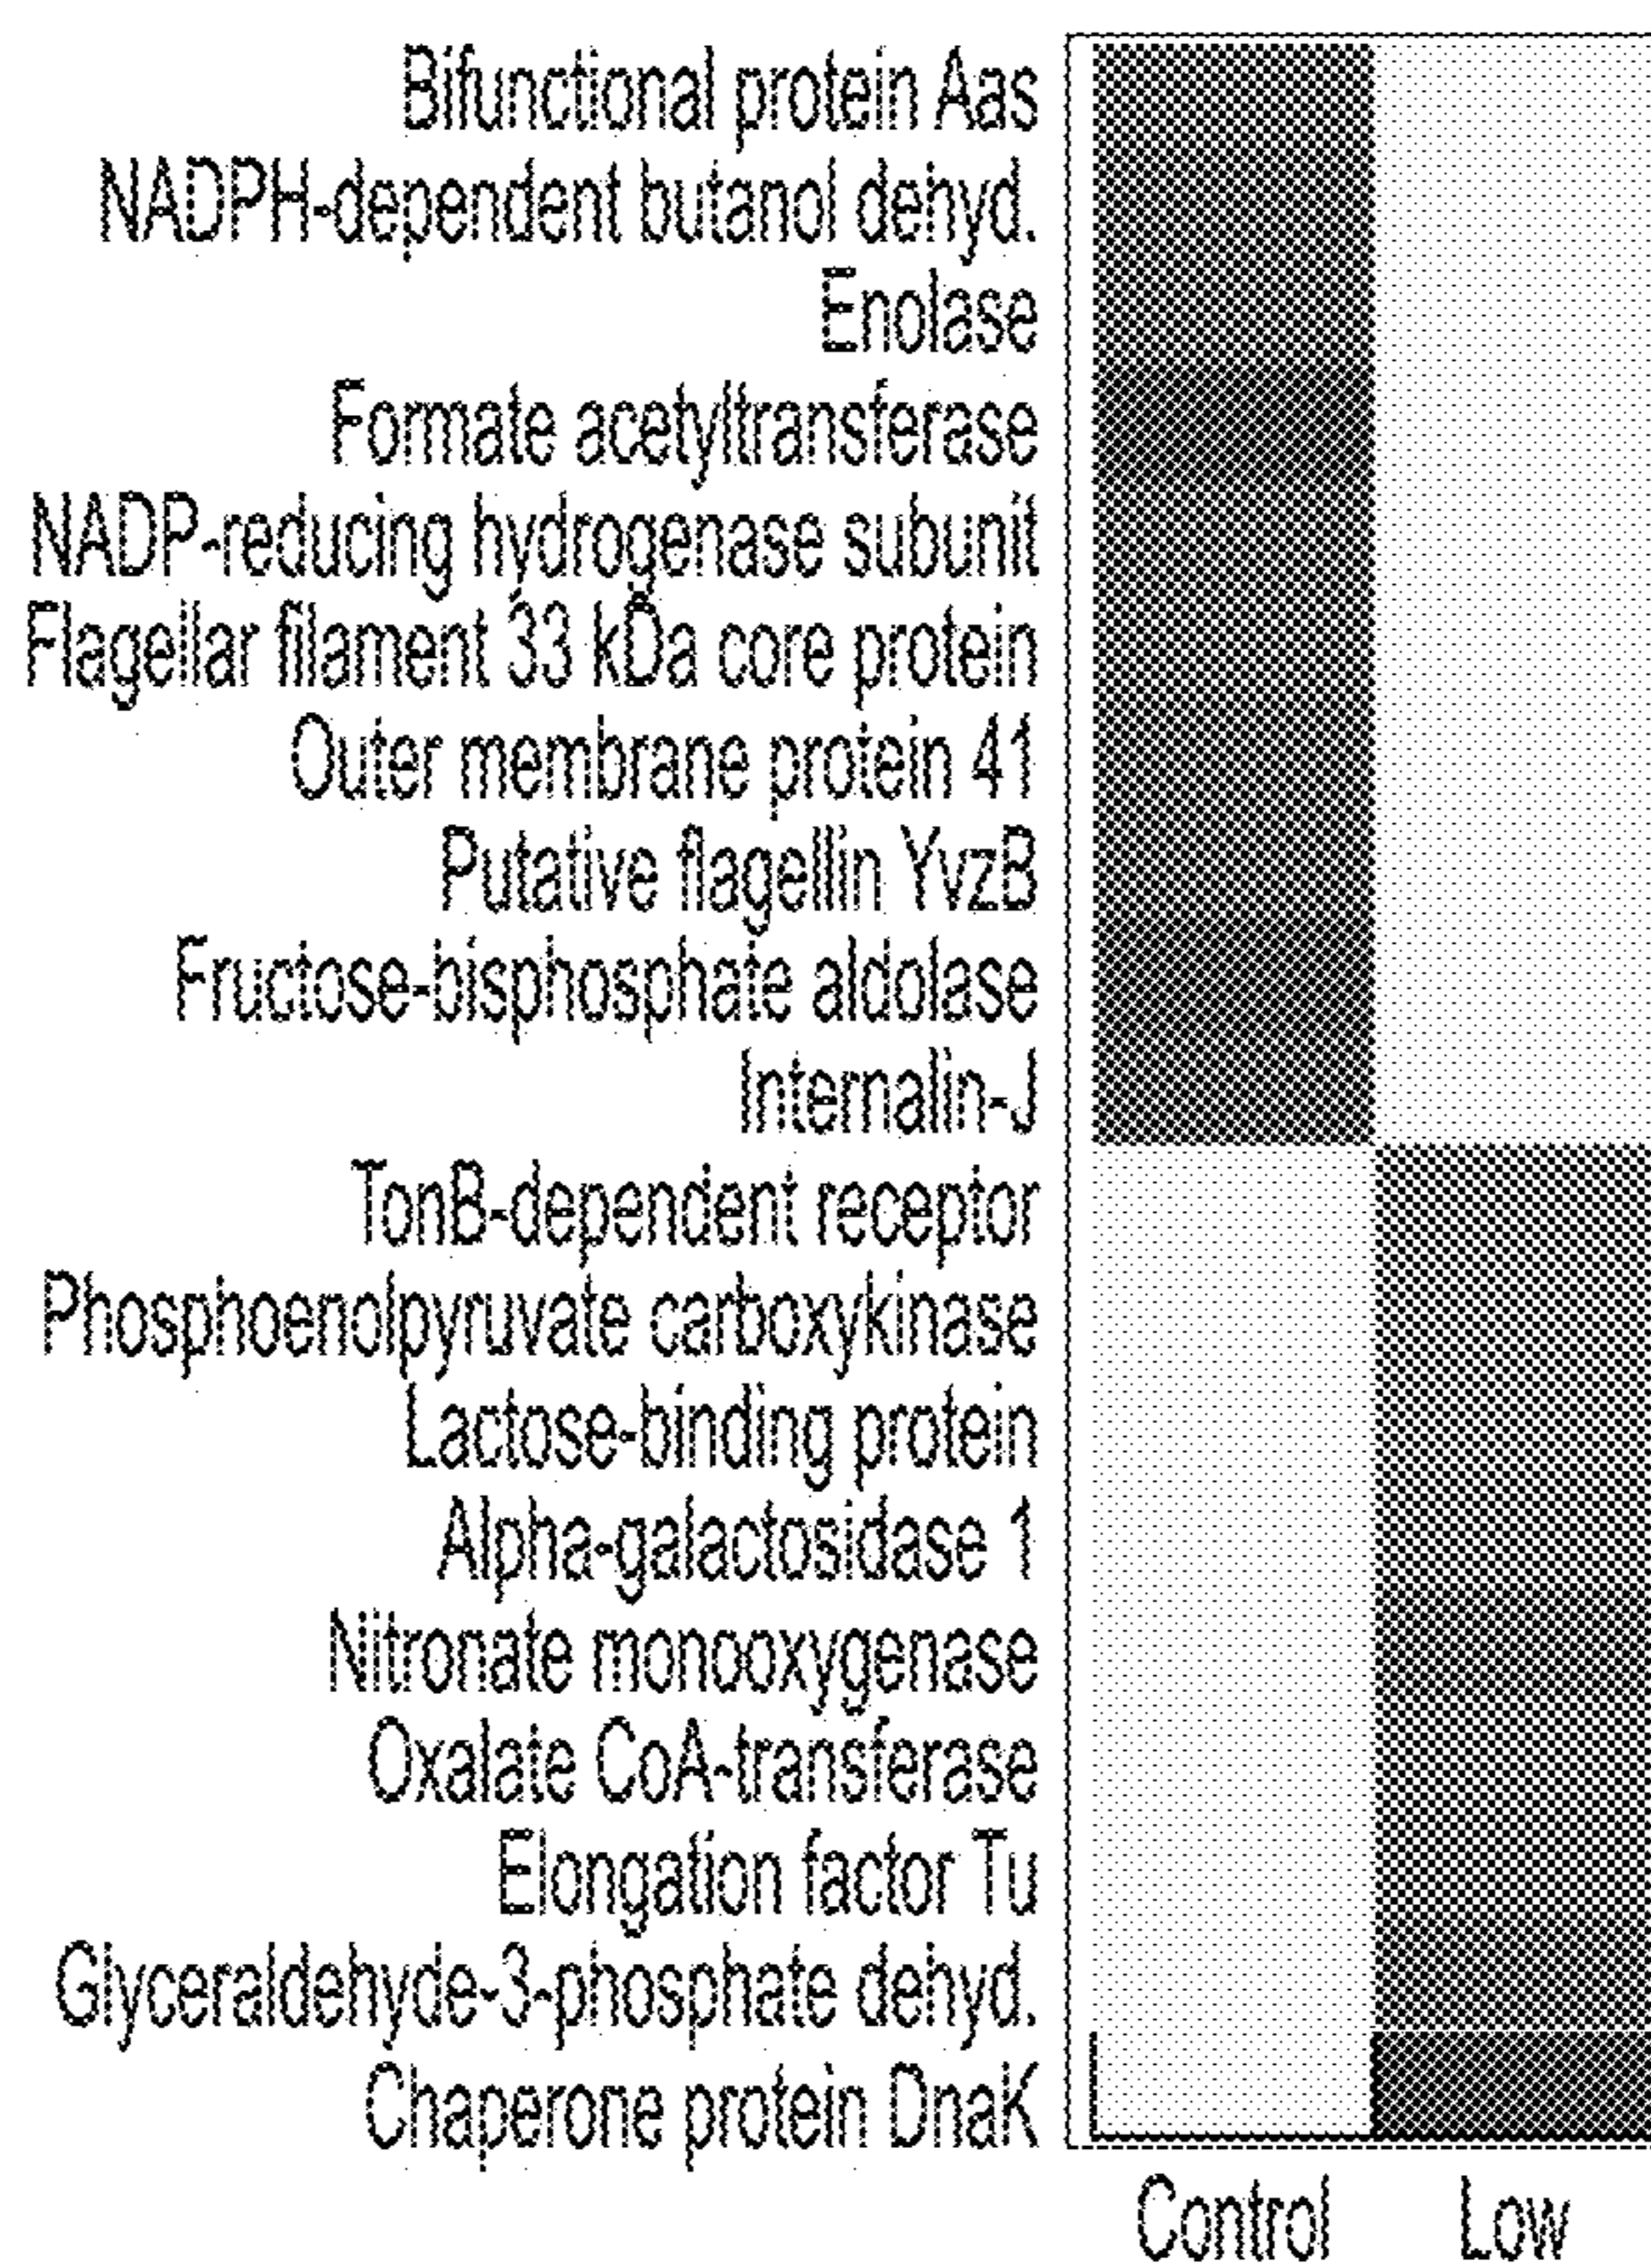 Bifunctional protein Aas
NADPH-dependent butanol dehyd.
Enolase
Formate acetyltransferase
NADP-reducing hydrogenase subunit
Flagellar filament 33 kDa core protein
Outer membrane protein 41
Putative flagellin YvzB
Fructose-bisphosphate aldolase
Internalin-J
TonB-dependent receptor
Phosphoenolpyruvate carboxykinase
Lactose-binding protein
Alpha-galactosidase 1
Nitronate monooxygenase
Oxalate CoA-transferase
Elongation factor Tu
Glyceraldehyde-3-phosphate dehyd.
Chaperone protein DnaK
Control Low